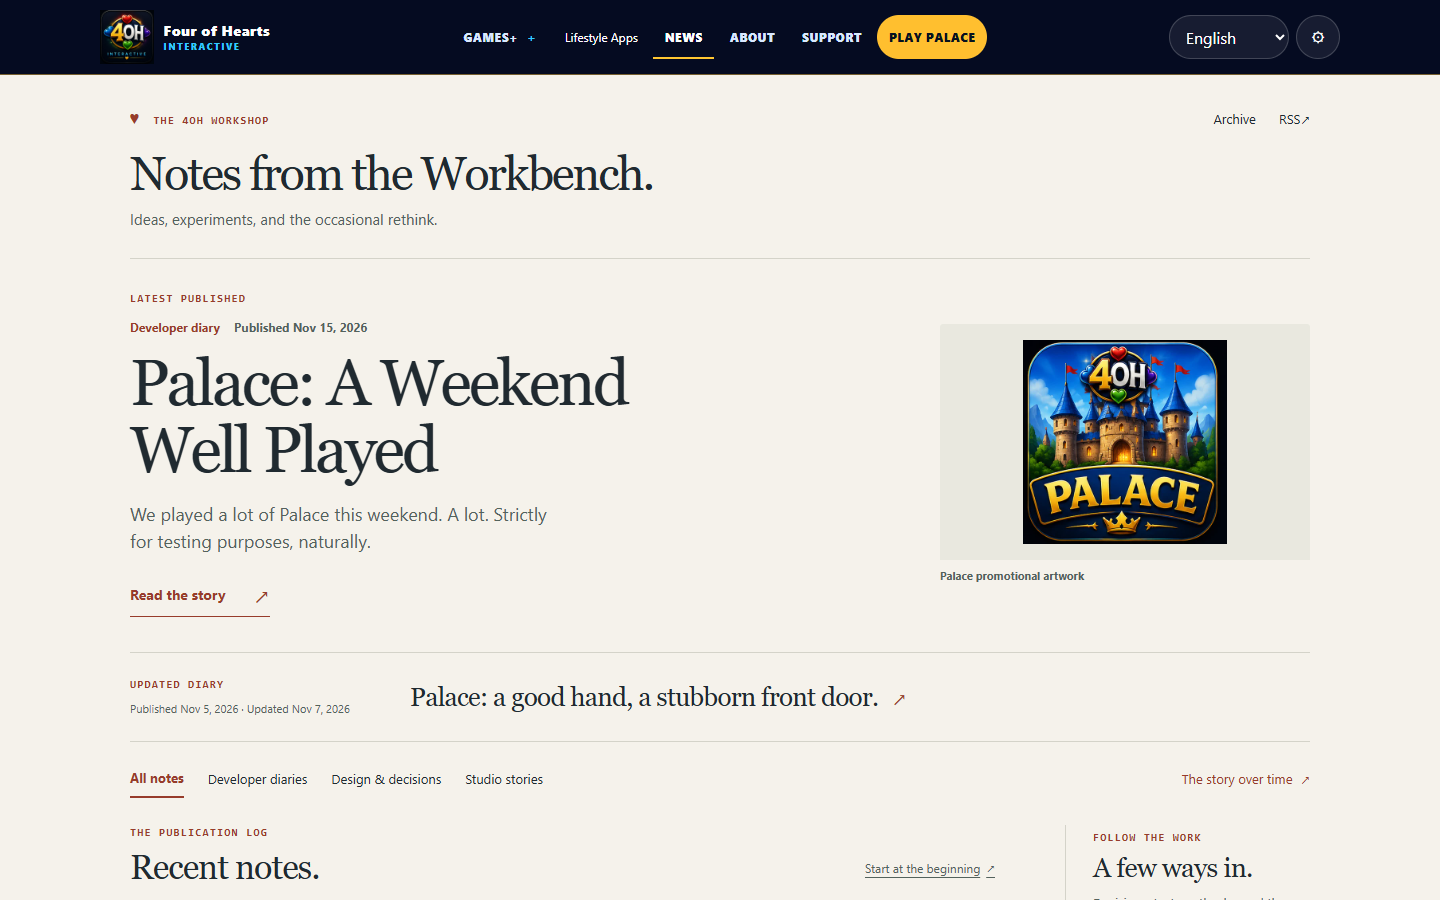 4OH
INTERACTIVE
Four of Hearts
INTERACTIVE
GAMES+ +
Lifestyle Apps
NEWS
ABOUT
SUPPORT
PLAY PALACE
English
♥ THE 4OH WORKSHOP
Archive
RSS↗
Notes from the Workbench.
Ideas, experiments, and the occasional rethink.
LATEST PUBLISHED
Developer diary Published Nov 15, 2026
Palace: A Weekend
Well Played
We played a lot of Palace this weekend. A lot. Strictly
for testing purposes, naturally.
Read the story ↗
4OH
PALACE
Palace promotional artwork
UPDATED DIARY
Published Nov 5, 2026 · Updated Nov 7, 2026
Palace: a good hand, a stubborn front door. ↗
All notes
Developer diaries
Design & decisions
Studio stories
The story over time ↗
THE PUBLICATION LOG
Recent notes.
Start at the beginning ↗
FOLLOW THE WORK
A few ways in.